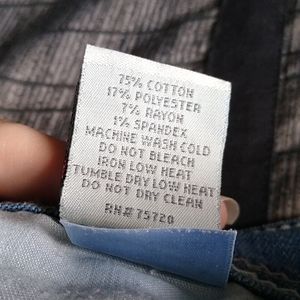 75% COTTON
17% POLYESTER
7% RAYON
1% SPANDEX
MACHINE WASH COLD
DO NOT BLEACH
IRON LOW HEAT
TUMBLE DRY LOW HEAT
DO NOT DRY CLEAN
RN# 75720